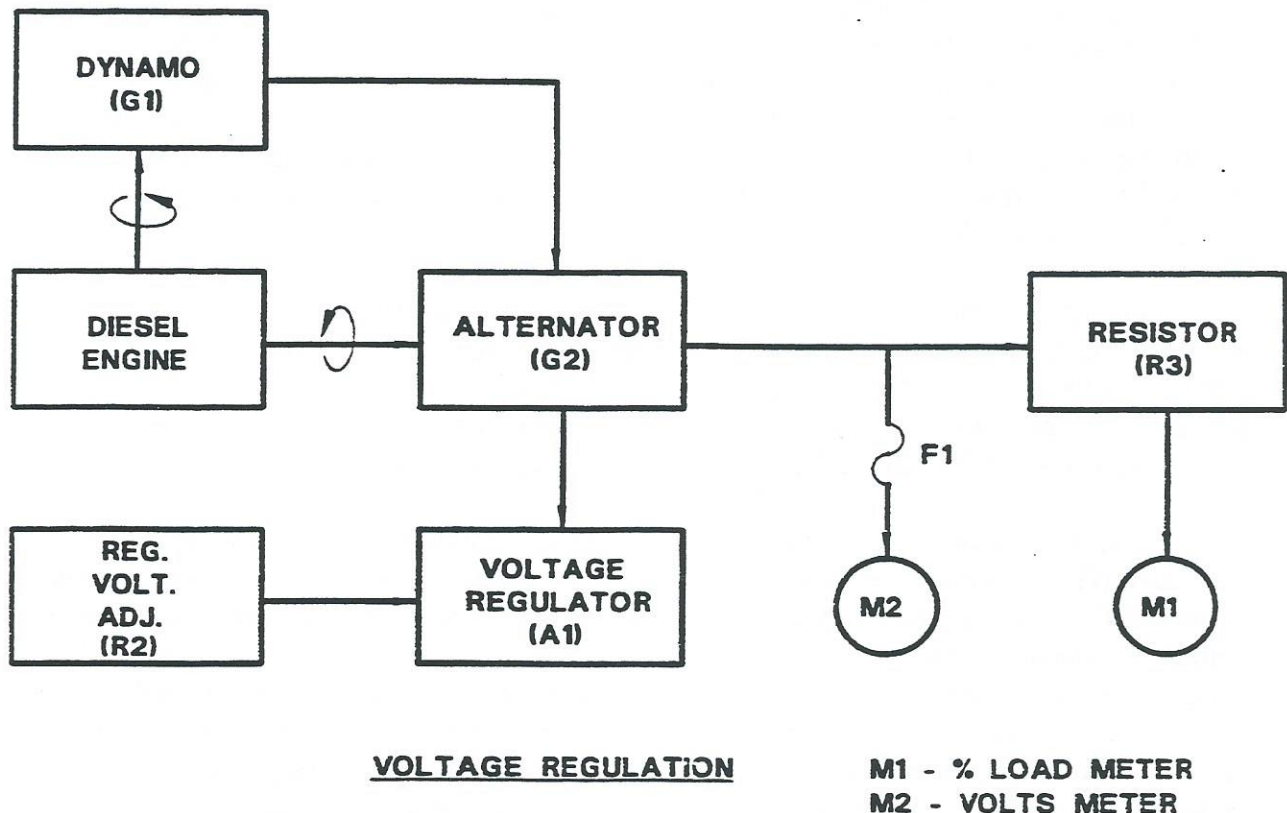 DYNAMO
(G1)
DIESEL
ENGINE
ALTERNATOR
(G2)
RESISTOR
(R3)
F1
REG.
VOLT.
ADJ.
(R2)
VOLTAGE
REGULATOR
(A1)
M2
M1
VOLTAGE REGULATION
M1 - % LOAD METER
M2 - VOLTS METER